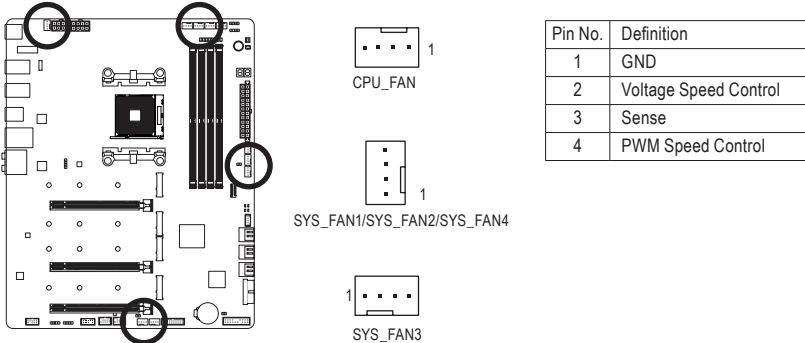 1
CPU_FAN
1
SYS_FAN1/SYS_FAN2/SYS_FAN4
1
SYS_FAN3
Pin No. Definition
1 GND
2 Voltage Speed Control
3 Sense
4 PWM Speed Control